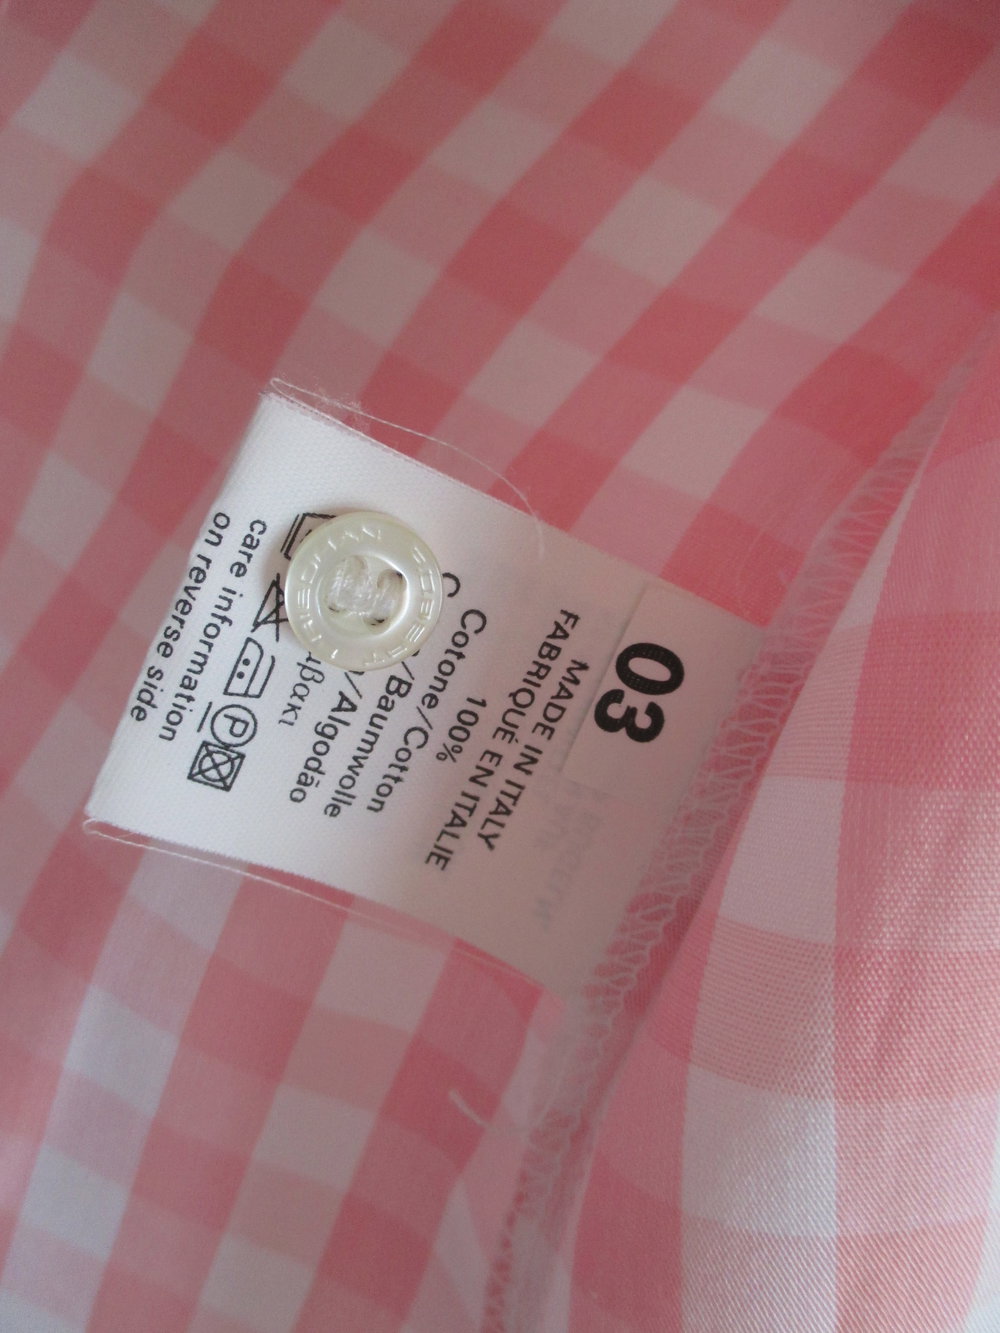 03
MADE IN ITALY
FABRIQUÉ EN ITALIE
100%
Cotone/Cotton
/Baumwolle
/Algodão
P
care information
on reverse side